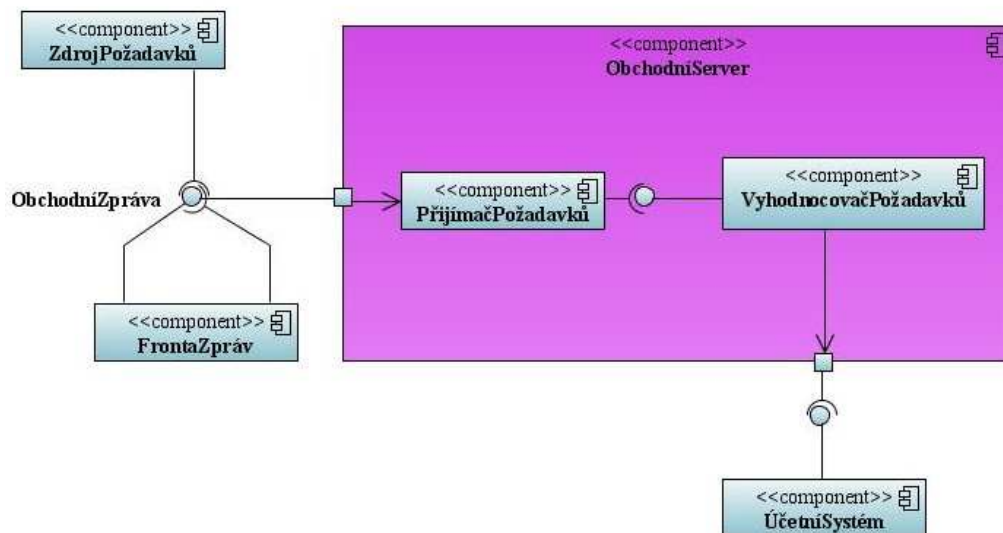 <<component>>
ZdrojPožadavků
<<component>>
ObchodníServer
ObchodníZpráva
<<component>>
PřijímačPožadavků
<<component>>
VyhodnocovačPožadavků
<<component>>
FrontaZpráv
<<component>>
ÚčetníSystém